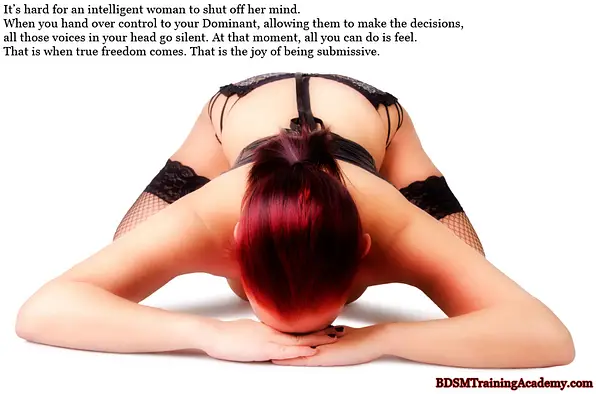 It's hard for an intelligent woman to shut off her mind.
When you hand over control to your Dominant, allowing them to make the decisions,
all those voices in your head go silent. At that moment, all you can do is feel.
That is when true freedom comes. That is the joy of being submissive.
BDSMTrainingAcademy.com